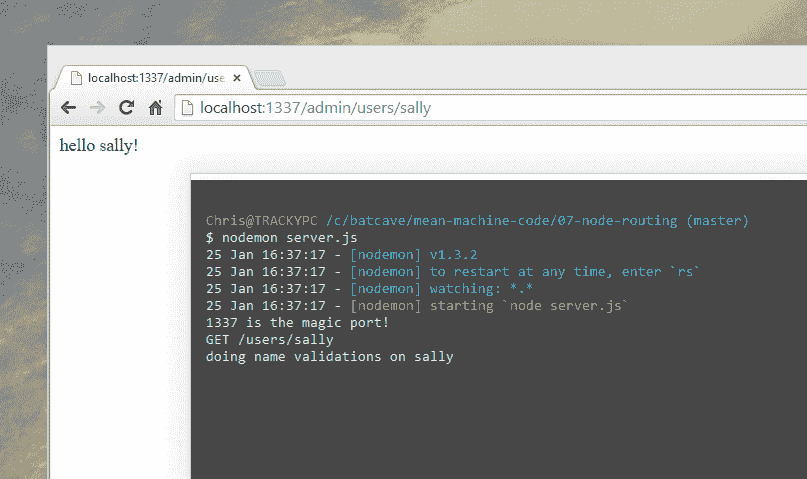 localhost:1337/admin/use
localhost:1337/admin/users/sally
hello sally!
Chris@TRACKYPC /c/batcave/mean-machine-code/07-node-routing (master)
$ nodemon server.js
25 Jan 16:37:17 - [nodemon] v1.3.2
25 Jan 16:37:17 - [nodemon] to restart at any time, enter `rs`
25 Jan 16:37:17 - [nodemon] watching: *.*
25 Jan 16:37:17 - [nodemon] starting `node server.js`
1337 is the magic port!
GET /users/sally
doing name validations on sally